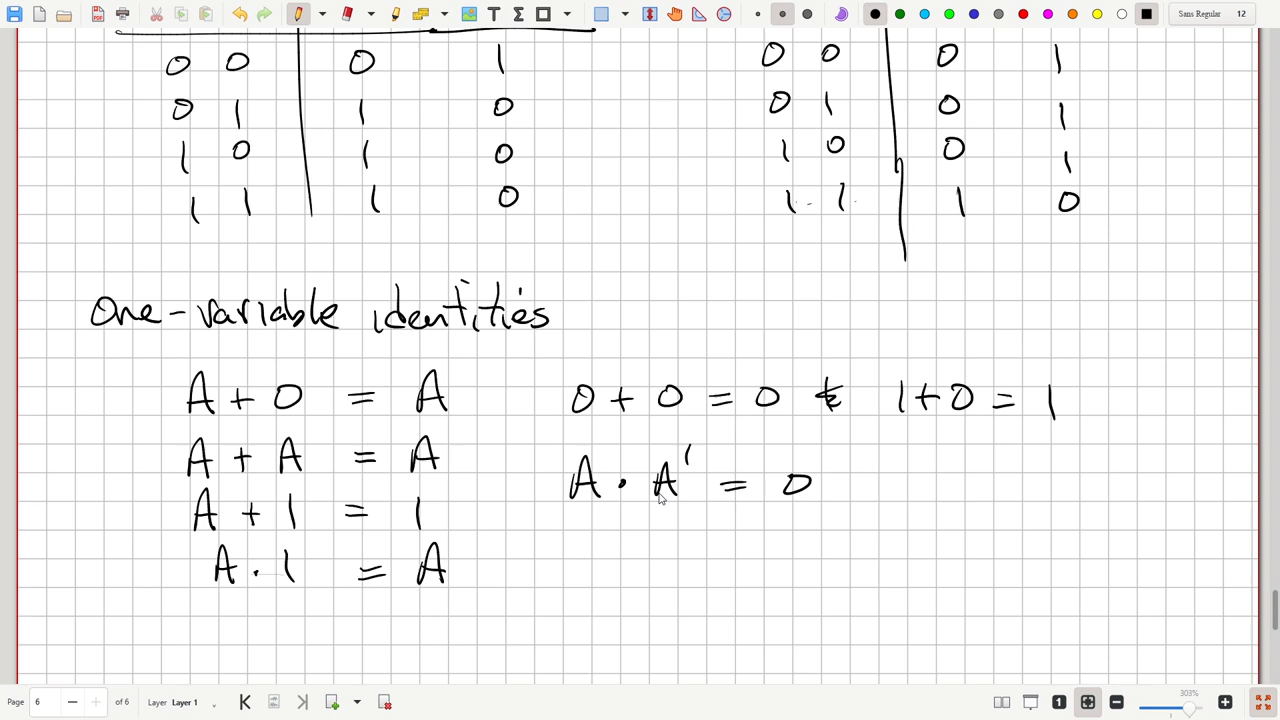 Sans Regular 12
0 0 0 1
0 1 1 0
1 0 1 0
1 1 1 0
0 0 0 1
0 1 0 1
1 0 0 1
1 1 1 0
One-variable identities
A + 0 = A
0 + 0 = 0 & 1 + 0 = 1
A + A = A
A · A' = 0
A + 1 = 1
A · 1 = A
Page 6 of 6 Layer Layer 1 303%